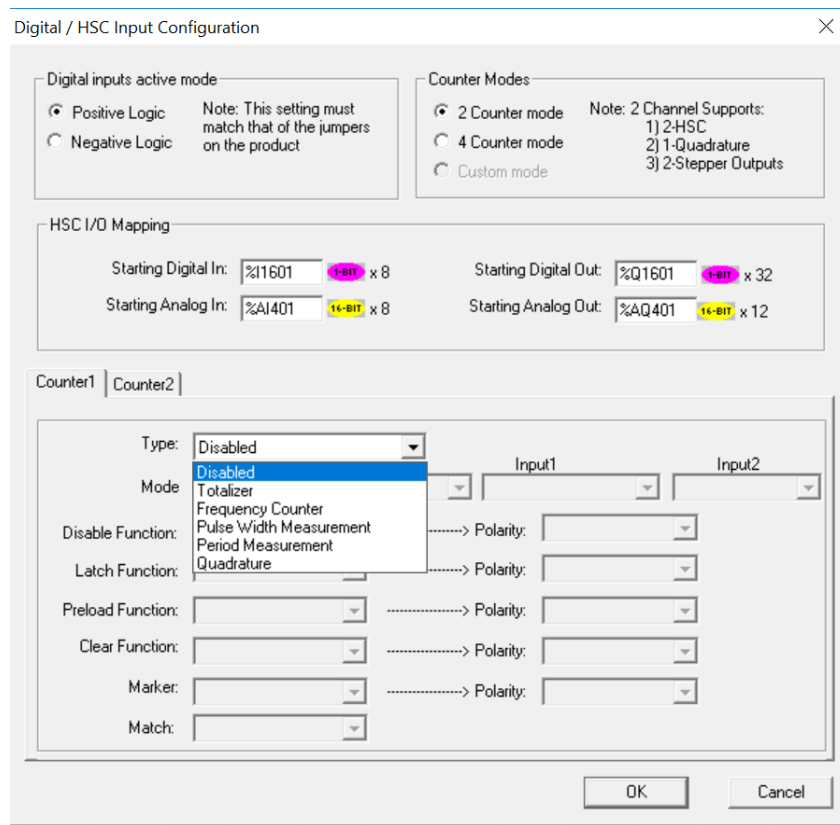 Digital / HSC Input Configuration
Digital inputs active mode
Positive Logic
Negative Logic
Note: This setting must
match that of the jumpers
on the product
Counter Modes
2 Counter mode
4 Counter mode
Custom mode
Note: 2 Channel Supports:
1) 2-HSC
2) 1-Quadrature
3) 2-Stepper Outputs
HSC I/O Mapping
Starting Digital In: %I1601 1-BIT x 8
Starting Digital Out: %Q1601 1-BIT x 32
Starting Analog In: %AI401 16-BIT x 8
Starting Analog Out: %AQ401 16-BIT x 12
Counter1 Counter2
Type: Disabled
Disabled
Totalizer
Frequency Counter
Pulse Width Measurement
Period Measurement
Quadrature
Input1 Input2
Mode
Disable Function: --------> Polarity:
Latch Function: --------> Polarity:
Preload Function: ------------------> Polarity:
Clear Function: ------------------> Polarity:
Marker: ------------------> Polarity:
Match:
OK Cancel